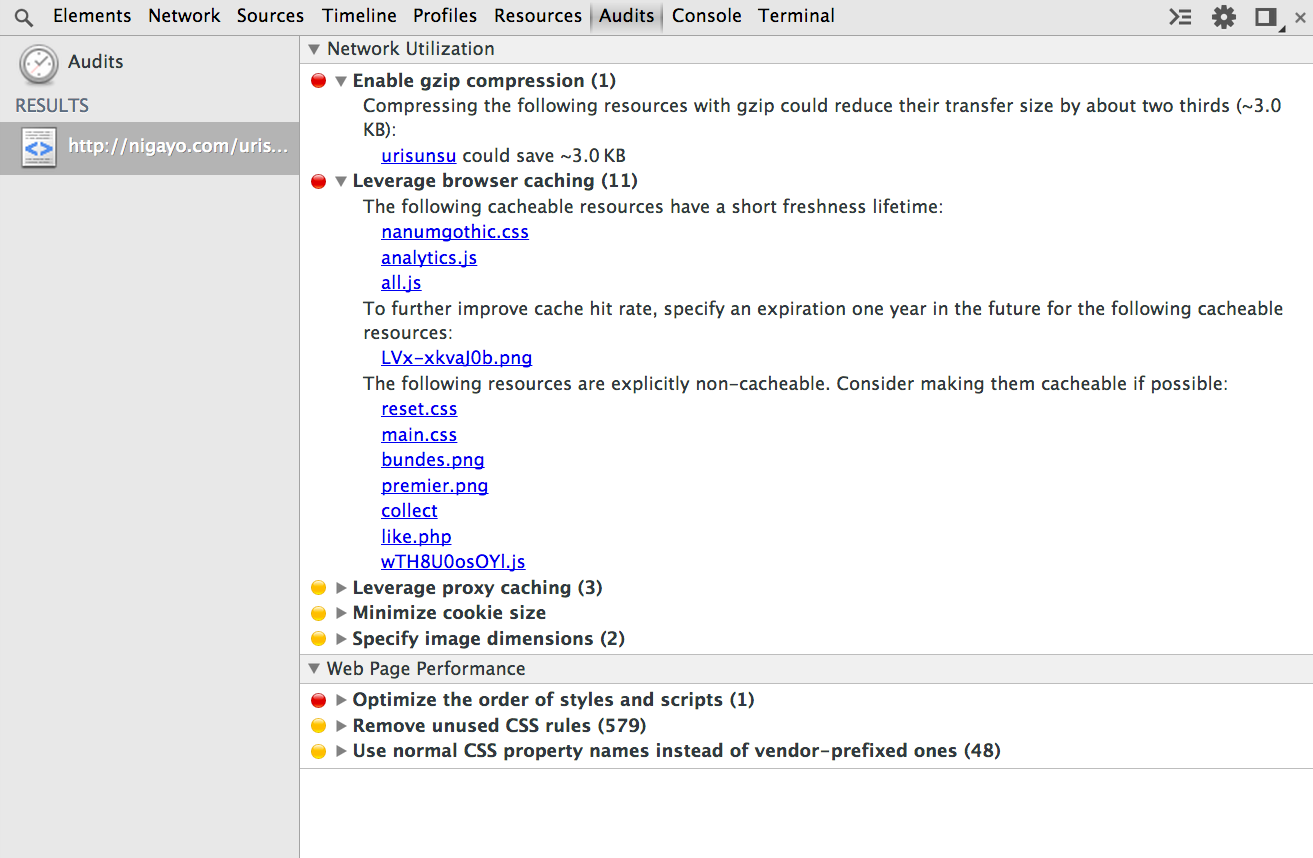 Elements Network Sources Timeline Profiles Resources Audits Console Terminal
Audits
RESULTS
http://nigayo.com/uris...
Network Utilization
Enable gzip compression (1)
Compressing the following resources with gzip could reduce their transfer size by about two thirds (~3.0
KB):
urisunsu could save ~3.0 KB
Leverage browser caching (11)
The following cacheable resources have a short freshness lifetime:
nanumgothic.css
analytics.js
all.js
To further improve cache hit rate, specify an expiration one year in the future for the following cacheable
resources:
LVx-xkvaJ0b.png
The following resources are explicitly non-cacheable. Consider making them cacheable if possible:
reset.css
main.css
bundes.png
premier.png
collect
like.php
wTH8U0osOYl.js
Leverage proxy caching (3)
Minimize cookie size
Specify image dimensions (2)
Web Page Performance
Optimize the order of styles and scripts (1)
Remove unused CSS rules (579)
Use normal CSS property names instead of vendor-prefixed ones (48)